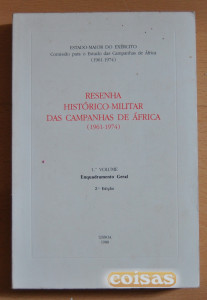 ESTADO-MAIOR DO EXÉRCITO
Comissão para o Estudo das Campanhas de África
(1961-1974)
RESENHA
HISTÓRICO-MILITAR
DAS CAMPANHAS DE ÁFRICA
(1961-1974)
1.º VOLUME
Enquadramento Geral
2.ª Edição
LISBOA
coisas